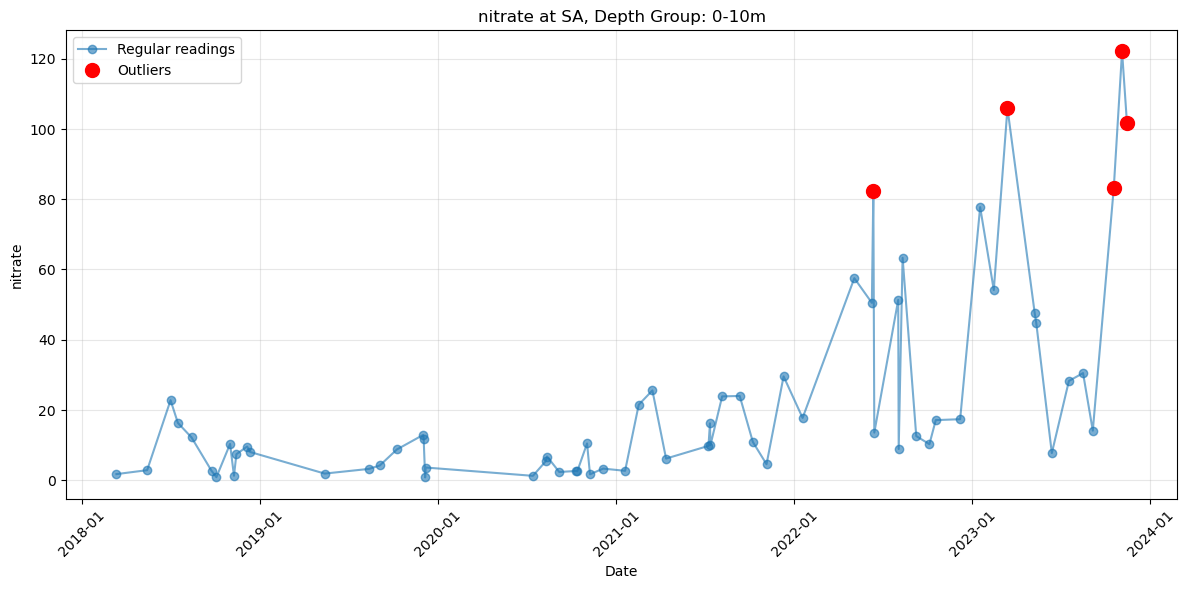 nitrate at SA, Depth Group: 0-10m
Regular readings
Outliers
nitrate
120
100
80
60
40
20
0
2018-01
2019-01
2020-01
2021-01
2022-01
2023-01
2024-01
Date